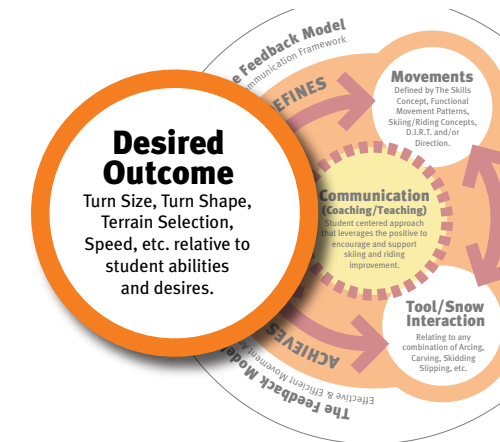 e Feedback Model
mmunication Framework
EFINES
Movements
Defined by The Skills
Concept, Functional
Movement Patterns,
Skiing/Riding Concepts,
D.I.R.T. and/or
Direction.
Desired
Outcome
Turn Size, Turn Shape,
Terrain Selection,
Speed, etc. relative to
student abilities
and desires.
Communication
(Coaching/Teaching)
Student centered approach
that leverages the positive to
encourage and support
skiing and riding
improvement.
Tool/Snow
Interaction
Relating to any
combination of Arcing,
Carving, Skidding
Slipping, etc.
ACHIEVES
Effective & Efficient Movement An
The Feedback Model